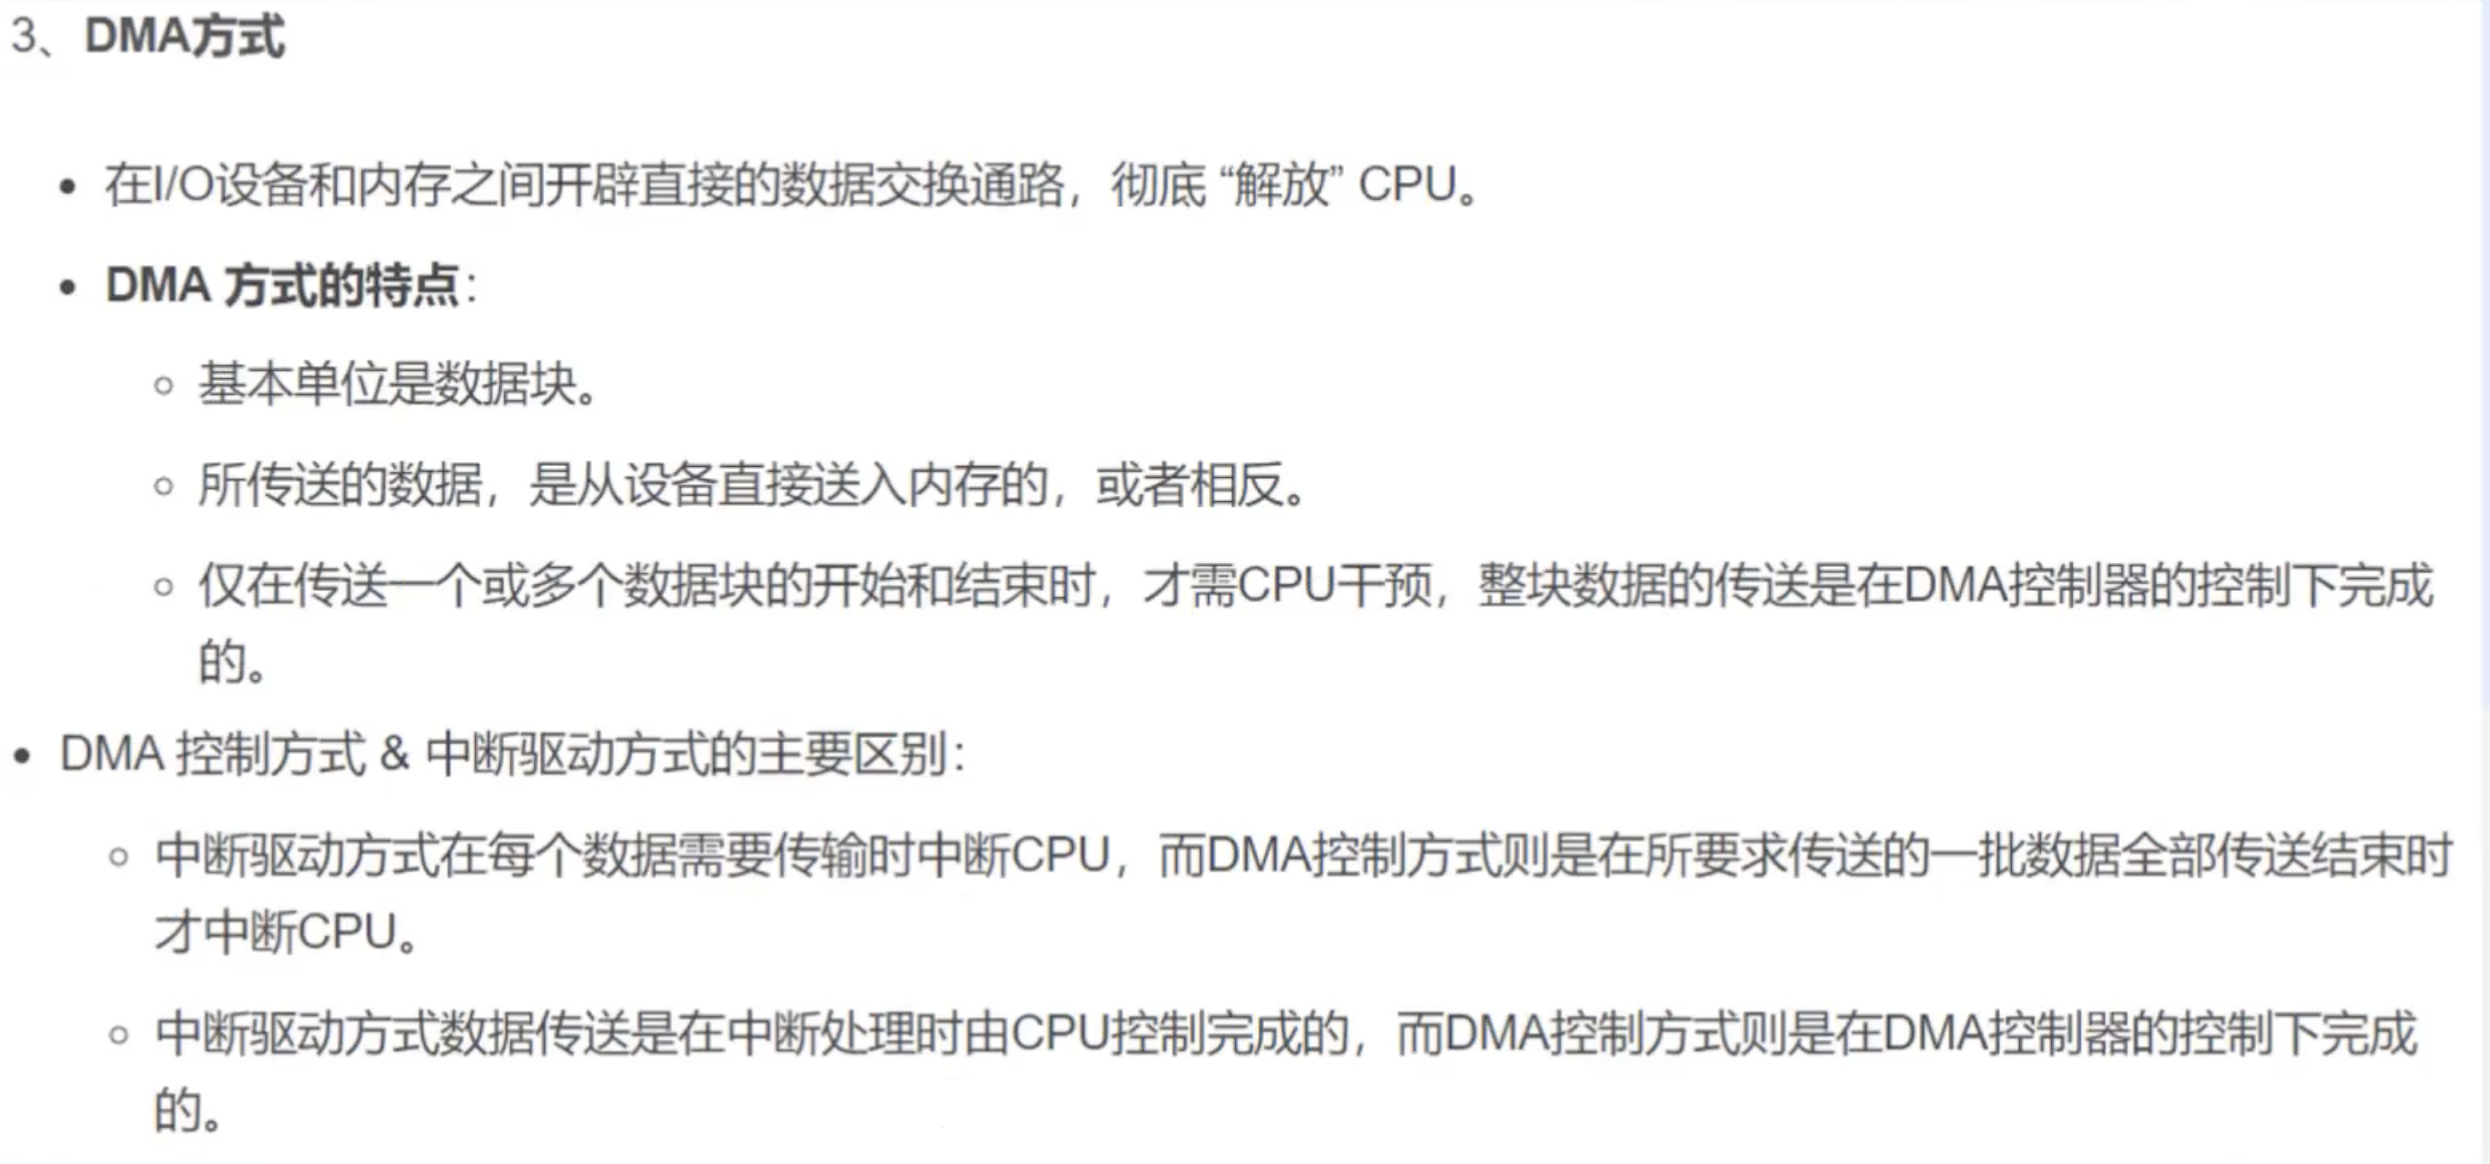 3、DMA方式
• 在I/O设备和内存之间开辟直接的数据交换通路，彻底 “解放” CPU。
• DMA 方式的特点：
○ 基本单位是数据块。
○ 所传送的数据，是从设备直接送入内存的，或者相反。
○ 仅在传送一个或多个数据块的开始和结束时，才需CPU干预，整块数据的传送是在DMA控制器的控制下完成
的。
• DMA 控制方式 & 中断驱动方式的主要区别：
○ 中断驱动方式在每个数据需要传输时中断CPU，而DMA控制方式则是在所要求传送的一批数据全部传送结束时
才中断CPU。
○ 中断驱动方式数据传送是在中断处理时由CPU控制完成的，而DMA控制方式则是在DMA控制器的控制下完成
的。